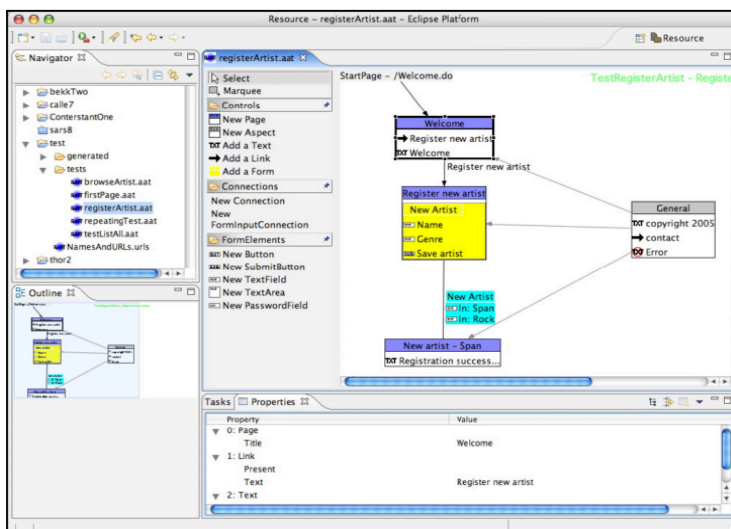 Resource - registerArtist.aat - Eclipse Platform
Resource
Navigator
bekkTwo
calle7
ConterstantOne
sars8
test
generated
tests
browseArtist.aat
firstPage.aat
registerArtist.aat
repeatingTest.aat
testListAll.aat
NamesAndURLs.urls
thor2
Outline
registerArtist.aat
Select
Marquee
Controls
New Page
New Aspect
TXT Add a Text
Add a Link
Add a Form
Connections
New Connection
New
FormInputConnection
FormElements
New Button
New SubmitButton
New TextField
New TextArea
New PasswordField
StartPage - /Welcome.do
TestRegisterArtist - Registe
Welcome
Register new artist
TXT Welcome
Register new artist
Register new artist
New Artist
Name
Genre
Save artist
General
TXT copyright 2005
contact
TXT Error
New Artist
In: Span
In: Rock
New artist - Span
TXT Registration success...
Tasks Properties
Property Value
0: Page
Title Welcome
1: Link
Present
Text Register new artist
2: Text